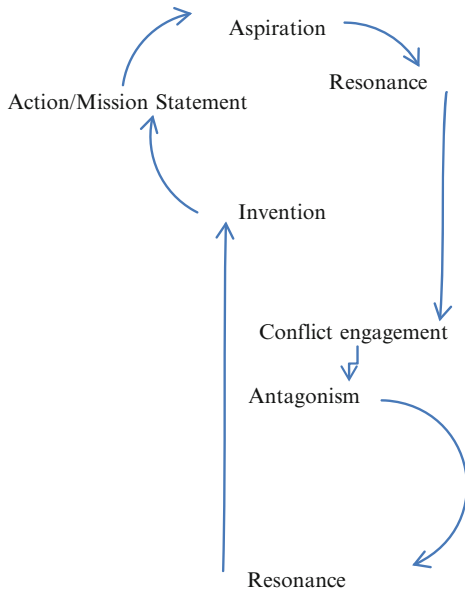 Aspiration
Resonance
Action/Mission Statement
Invention
Conflict engagement
Antagonism
Resonance